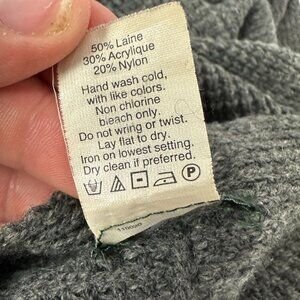 50% Laine
30% Acrylique
20% Nylon
Hand wash cold,
with like colors.
Non chlorine
bleach only.
Do not wring or twist.
Lay flat to dry.
Iron on lowest setting.
Dry clean if preferred.
P